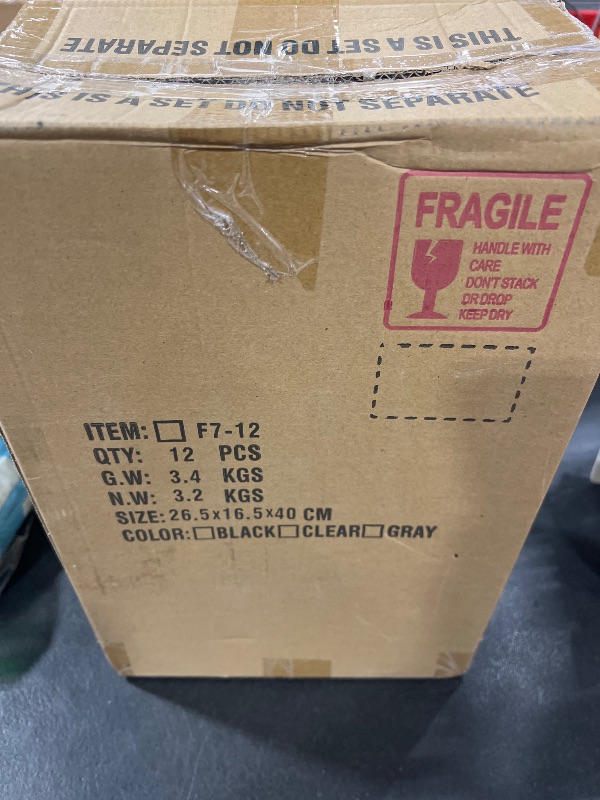 THIS IS A SET DO NOT SEPARATE
THIS IS A SET DO NOT SEPARATE
FRAGILE
HANDLE WITH
CARE
DON'T STACK
OR DROP
KEEP DRY
ITEM: F7-12
QTY: 12 PCS
G.W: 3.4 KGS
N.W: 3.2 KGS
SIZE: 26.5x16.5x40 CM
COLOR: BLACK CLEAR GRAY